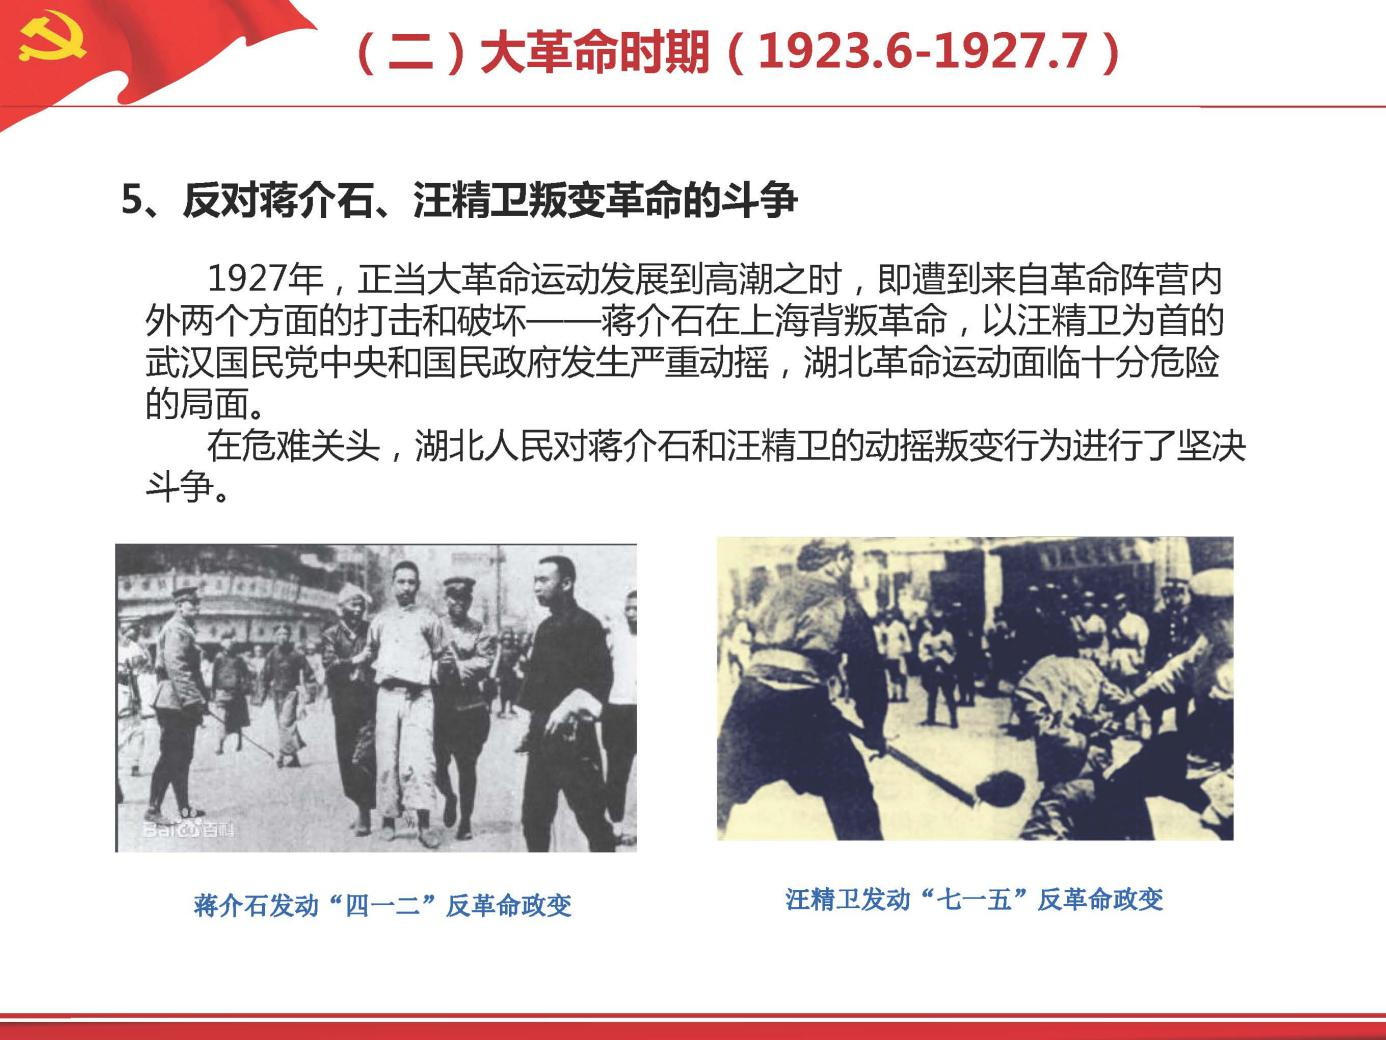 （二）大革命时期（1923.6-1927.7）
5、反对蒋介石、汪精卫叛变革命的斗争
1927年，正当大革命运动发展到高潮之时，即遭到来自革命阵营内
外两个方面的打击和破坏——蒋介石在上海背叛革命，以汪精卫为首的
武汉国民党中央和国民政府发生严重动摇，湖北革命运动面临十分危险
的局面。
在危难关头，湖北人民对蒋介石和汪精卫的动摇叛变行为进行了坚决
斗争。
Bai百科
蒋介石发动“四一二”反革命政变
汪精卫发动“七一五”反革命政变